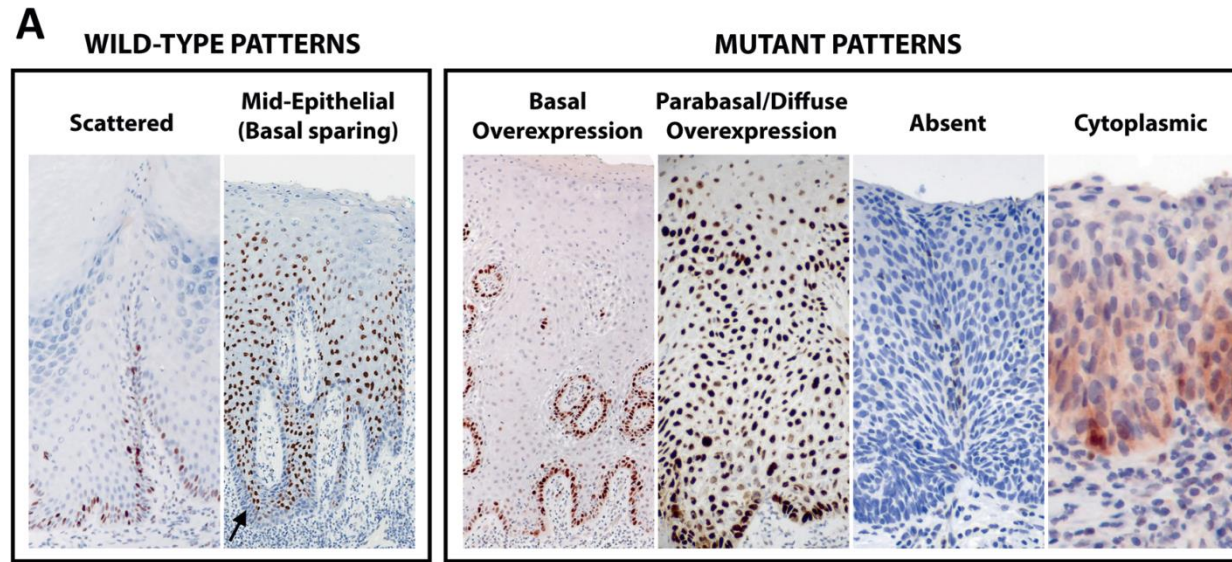 A
WILD-TYPE PATTERNS
MUTANT PATTERNS
Scattered
Mid-Epithelial
(Basal sparing)
Basal
Overexpression
Parabasal/Diffuse
Overexpression
Absent
Cytoplasmic